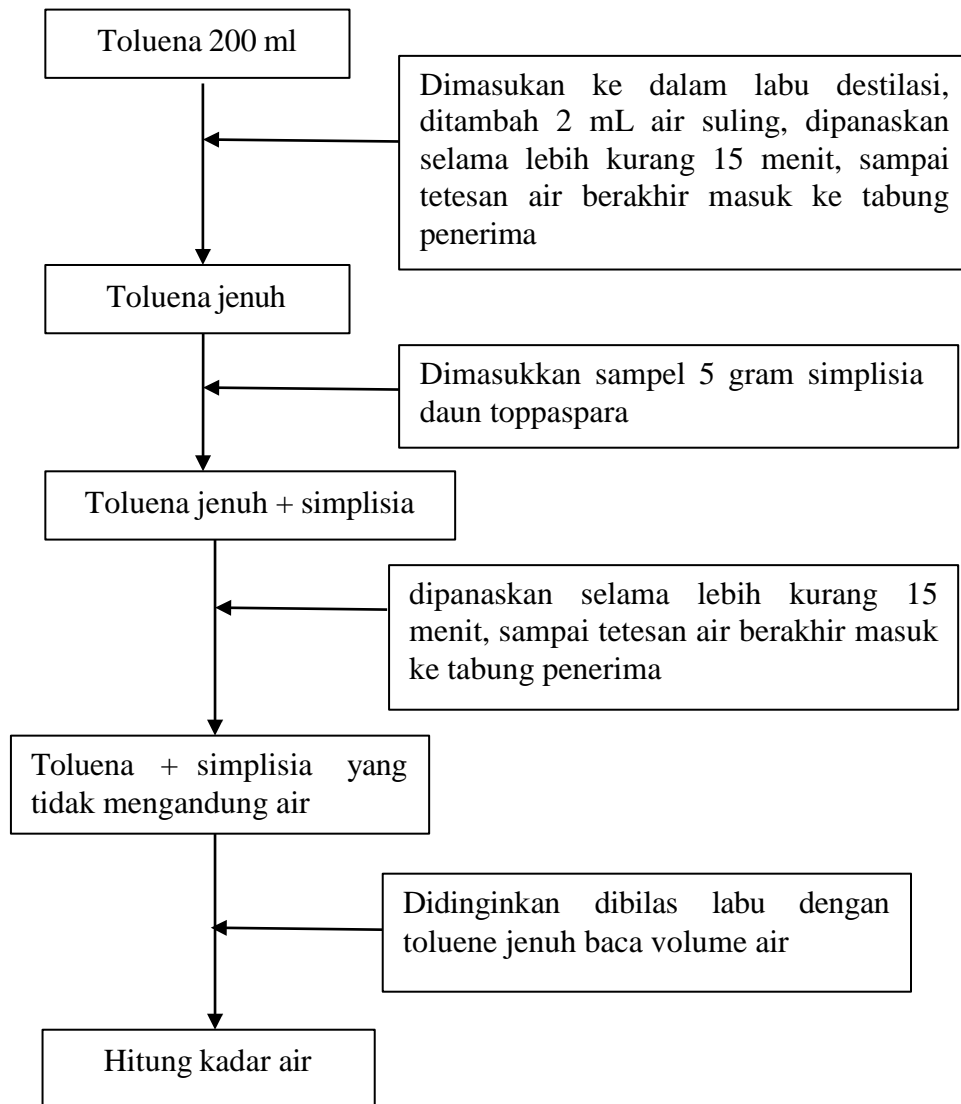 Toluena 200 ml
Dimasukan ke dalam labu destilasi,
ditambah 2 mL air suling, dipanaskan
selama lebih kurang 15 menit, sampai
tetesan air berakhir masuk ke tabung
penerima
Toluena jenuh
Dimasukkan sampel 5 gram simplisia
daun toppaspara
Toluena jenuh + simplisia
dipanaskan selama lebih kurang 15
menit, sampai tetesan air berakhir masuk
ke tabung penerima
Toluena + simplisia yang
tidak mengandung air
Didinginkan dibilas labu dengan
toluene jenuh baca volume air
Hitung kadar air